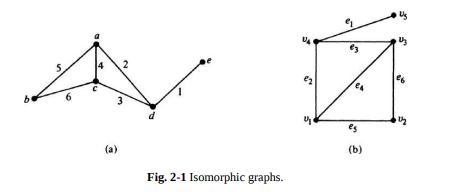 a
5
4
2
e
c
b
6
3
1
d
(a)
e₁
v₅
v₄
e₃
v₃
e₂
e₄
e₆
v₁
e₅
v₂
(b)
Fig. 2-1 Isomorphic graphs.